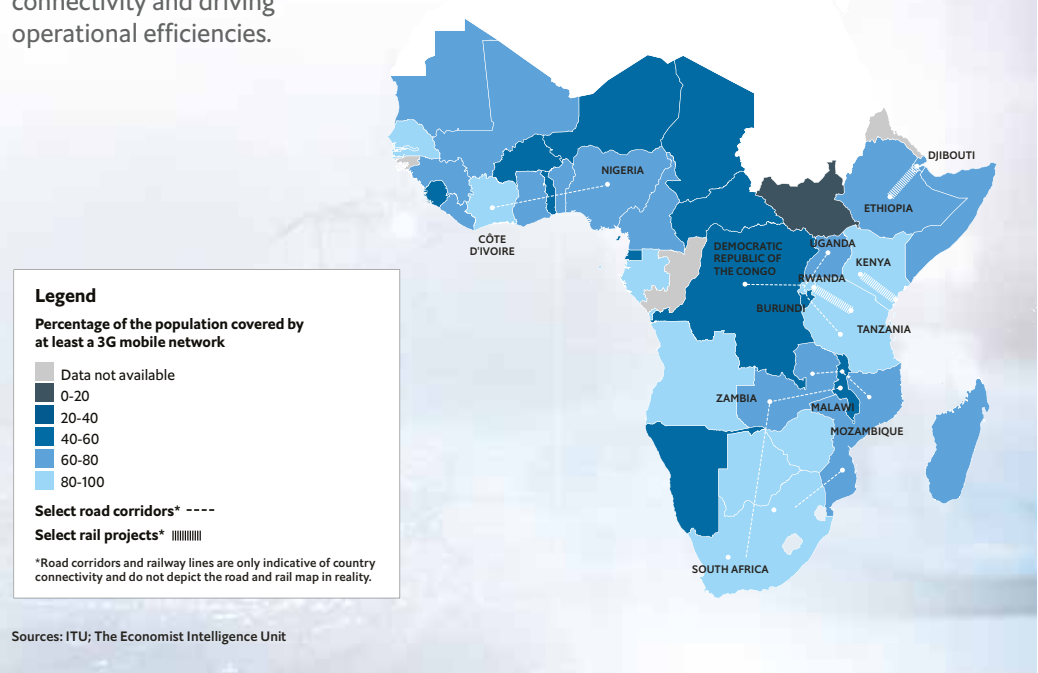 connectivity and driving
operational efficiencies.
DJIBOUTI
NIGERIA
ETHIOPIA
CÔTE
D'IVOIRE
UGANDA
DEMOCRATIC
REPUBLIC OF
THE CONGO
KENYA
RWANDA
BURUNDI
TANZANIA
ZAMBIA
MALAWI
MOZAMBIQUE
SOUTH AFRICA
Legend
Percentage of the population covered by
at least a 3G mobile network
Data not available
0-20
20-40
40-60
60-80
80-100
Select road corridors* ----
Select rail projects*
*Road corridors and railway lines are only indicative of country
connectivity and do not depict the road and rail map in reality.
Sources: ITU; The Economist Intelligence Unit